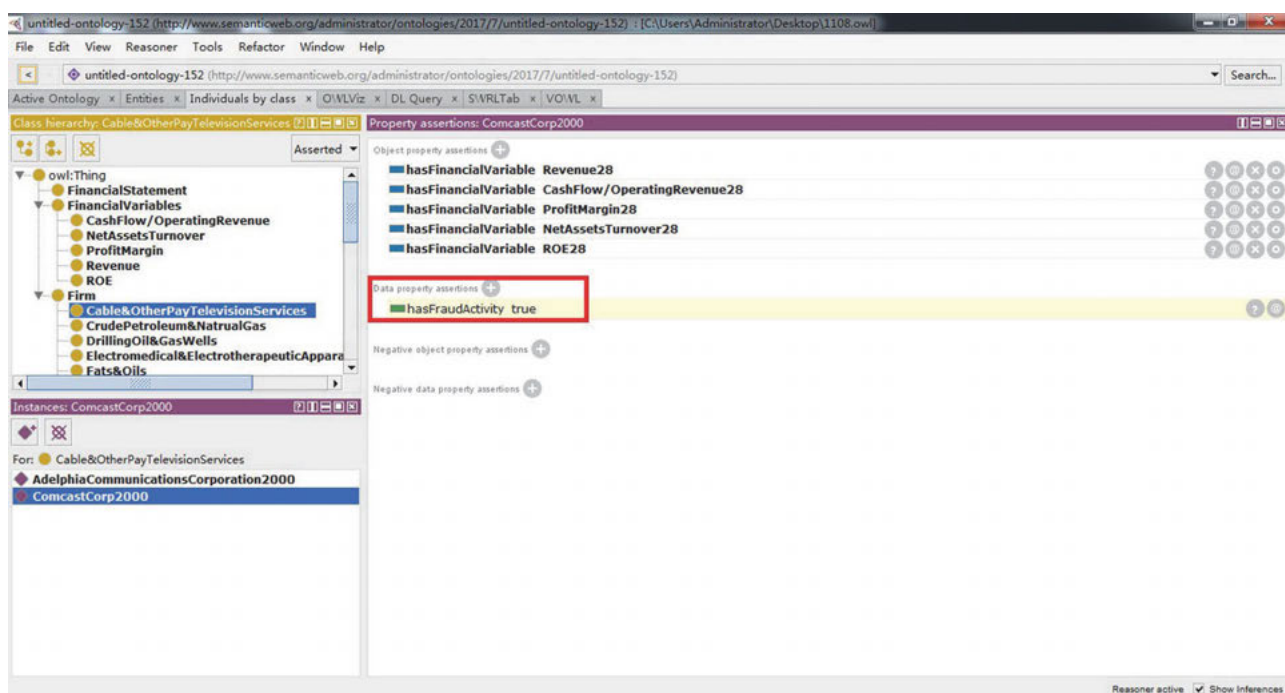 untitled-ontology-152 (http://www.semanticweb.org/administrator/ontologies/2017/7/untitled-ontology-152) : [C:\Users\Administrator\Desktop\1108.owl]
File Edit View Reasoner Tools Refactor Window Help
< untitled-ontology-152 (http://www.semanticweb.org/administrator/ontologies/2017/7/untitled-ontology-152) Search...
Active Ontology × Entities × Individuals by class × OWLViz × DL Query × SWRLTab × VOWL ×
Class hierarchy: Cable&OtherPayTelevisionServices
Asserted
owl:Thing
FinancialStatement
FinancialVariables
CashFlow/OperatingRevenue
NetAssetsTurnover
ProfitMargin
Revenue
ROE
Firm
Cable&OtherPayTelevisionServices
CrudePetroleum&NatrualGas
DrillingOil&GasWells
Electromedical&ElectrotherapeuticAppara
Fats&Oils
Instances: ComcastCorp2000
For: Cable&OtherPayTelevisionServices
AdelphiaCommunicationsCorporation2000
ComcastCorp2000
Property assertions: ComcastCorp2000
Object property assertions
hasFinancialVariable Revenue28
hasFinancialVariable CashFlow/OperatingRevenue28
hasFinancialVariable ProfitMargin28
hasFinancialVariable NetAssetsTurnover28
hasFinancialVariable ROE28
Data property assertions
hasFraudActivity true
Negative object property assertions
Negative data property assertions
Reasoner active Show Inferences